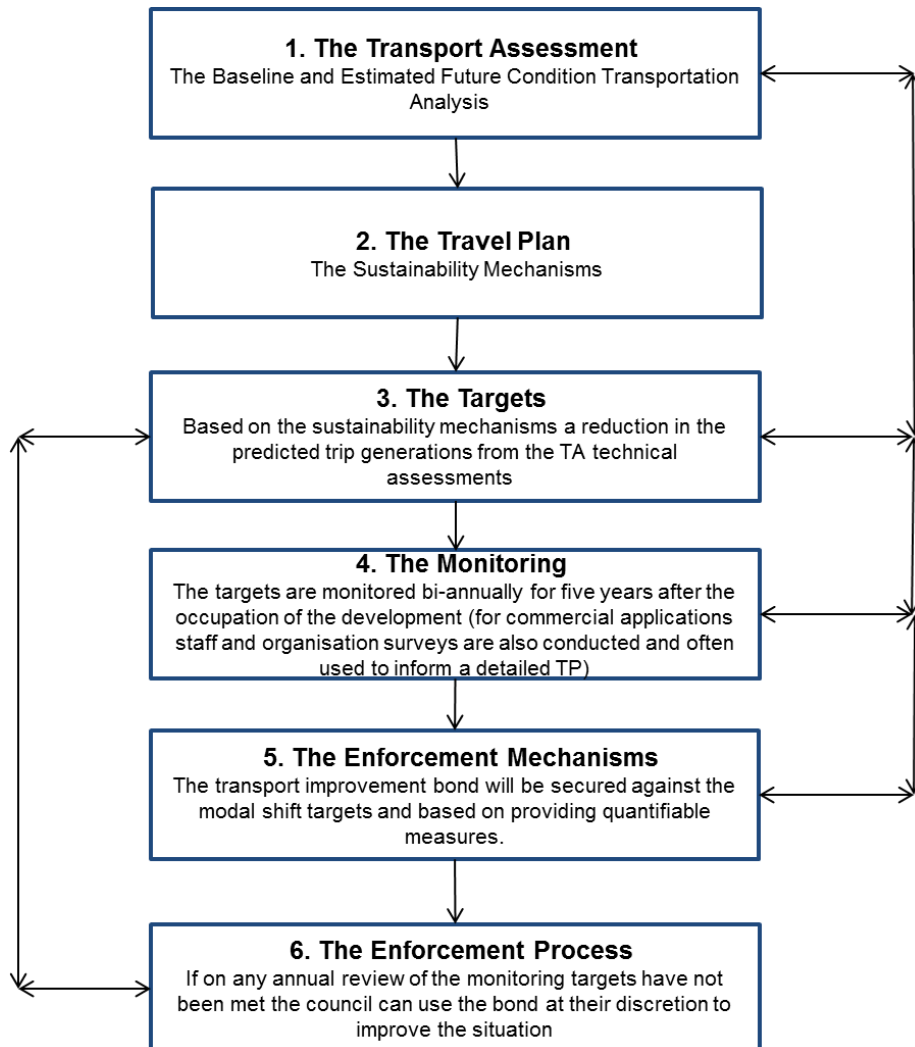 1. The Transport Assessment
The Baseline and Estimated Future Condition Transportation
Analysis
2. The Travel Plan
The Sustainability Mechanisms
3. The Targets
Based on the sustainability mechanisms a reduction in the
predicted trip generations from the TA technical
assessments
4. The Monitoring
The targets are monitored bi-annually for five years after the
occupation of the development (for commercial applications
staff and organisation surveys are also conducted and often
used to inform a detailed TP)
5. The Enforcement Mechanisms
The transport improvement bond will be secured against the
modal shift targets and based on providing quantifiable
measures.
6. The Enforcement Process
If on any annual review of the monitoring targets have not
been met the council can use the bond at their discretion to
improve the situation